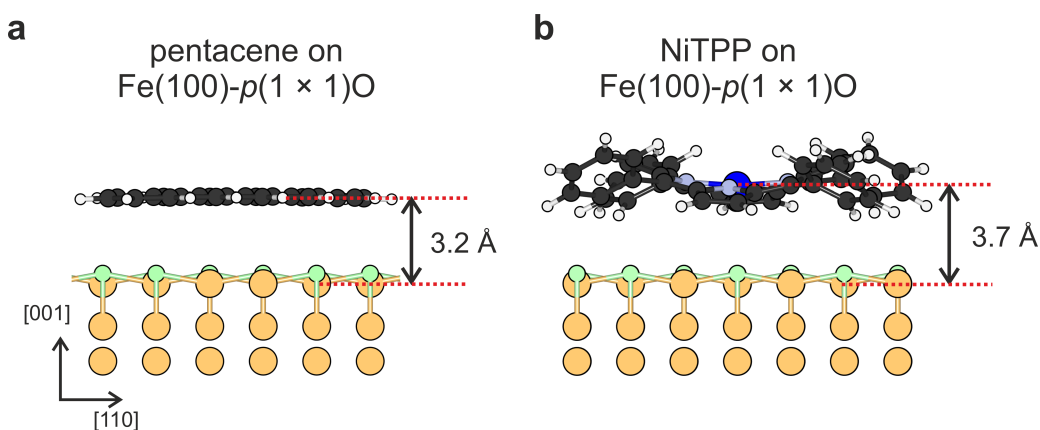 a
pentacene on
Fe(100)-p(1 × 1)O
3.2 Å
[001]
[110]
b
NiTPP on
Fe(100)-p(1 × 1)O
3.7 Å